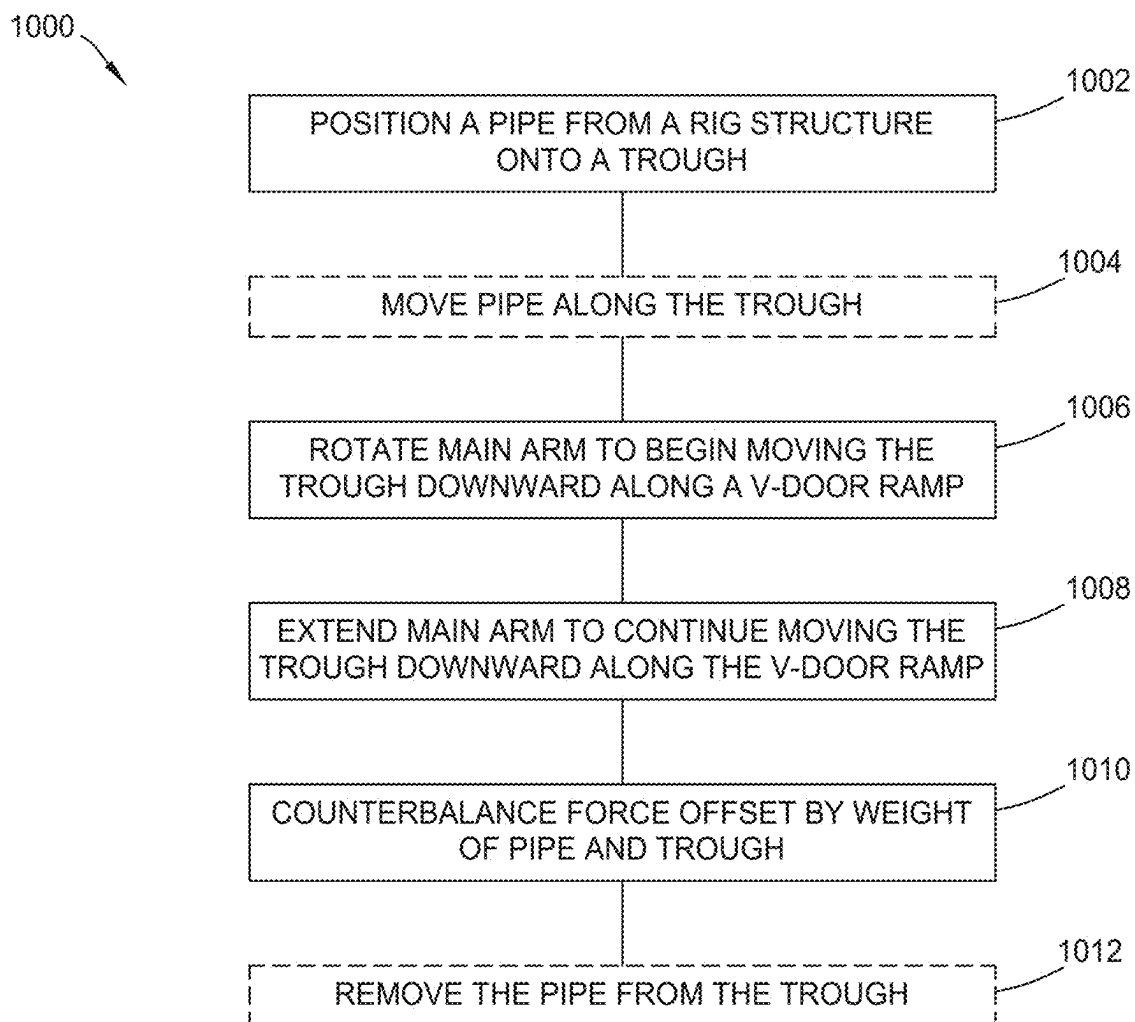 1000
1002
POSITION A PIPE FROM A RIG STRUCTURE
ONTO A TROUGH
1004
MOVE PIPE ALONG THE TROUGH
1006
ROTATE MAIN ARM TO BEGIN MOVING THE
TROUGH DOWNWARD ALONG A V-DOOR RAMP
1008
EXTEND MAIN ARM TO CONTINUE MOVING THE
TROUGH DOWNWARD ALONG THE V-DOOR RAMP
1010
COUNTERBALANCE FORCE OFFSET BY WEIGHT
OF PIPE AND TROUGH
1012
REMOVE THE PIPE FROM THE TROUGH